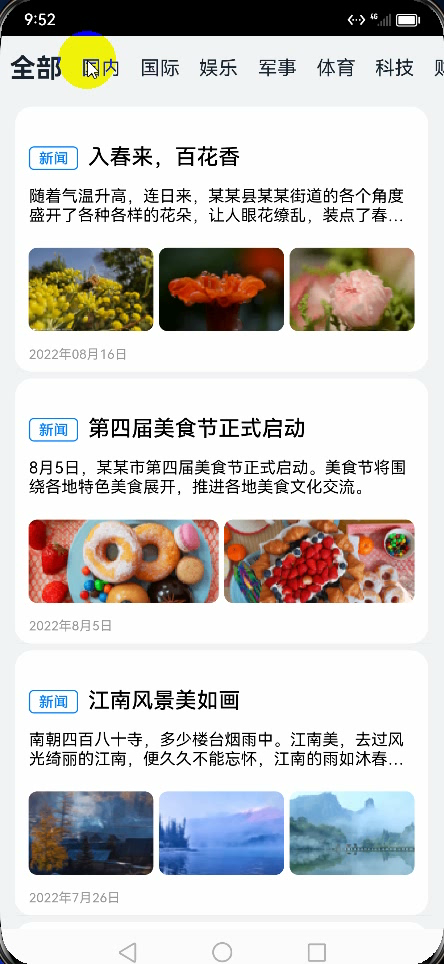 9:52
4G
全部 国内 国际 娱乐 军事 体育 科技
新闻 入春来，百花香
随着气温升高，连日来，某某县某某街道的各个角度
盛开了各种各样的花朵，让人眼花缭乱，装点了春...
2022年08月16日
新闻 第四届美食节正式启动
8月5日，某某市第四届美食节正式启动。美食节将围
绕各地特色美食展开，推进各地美食文化交流。
2022年8月5日
新闻 江南风景美如画
南朝四百八十寺，多少楼台烟雨中。江南美，去过风
光绮丽的江南，便久久不能忘怀，江南的雨如沐春...
2022年7月26日